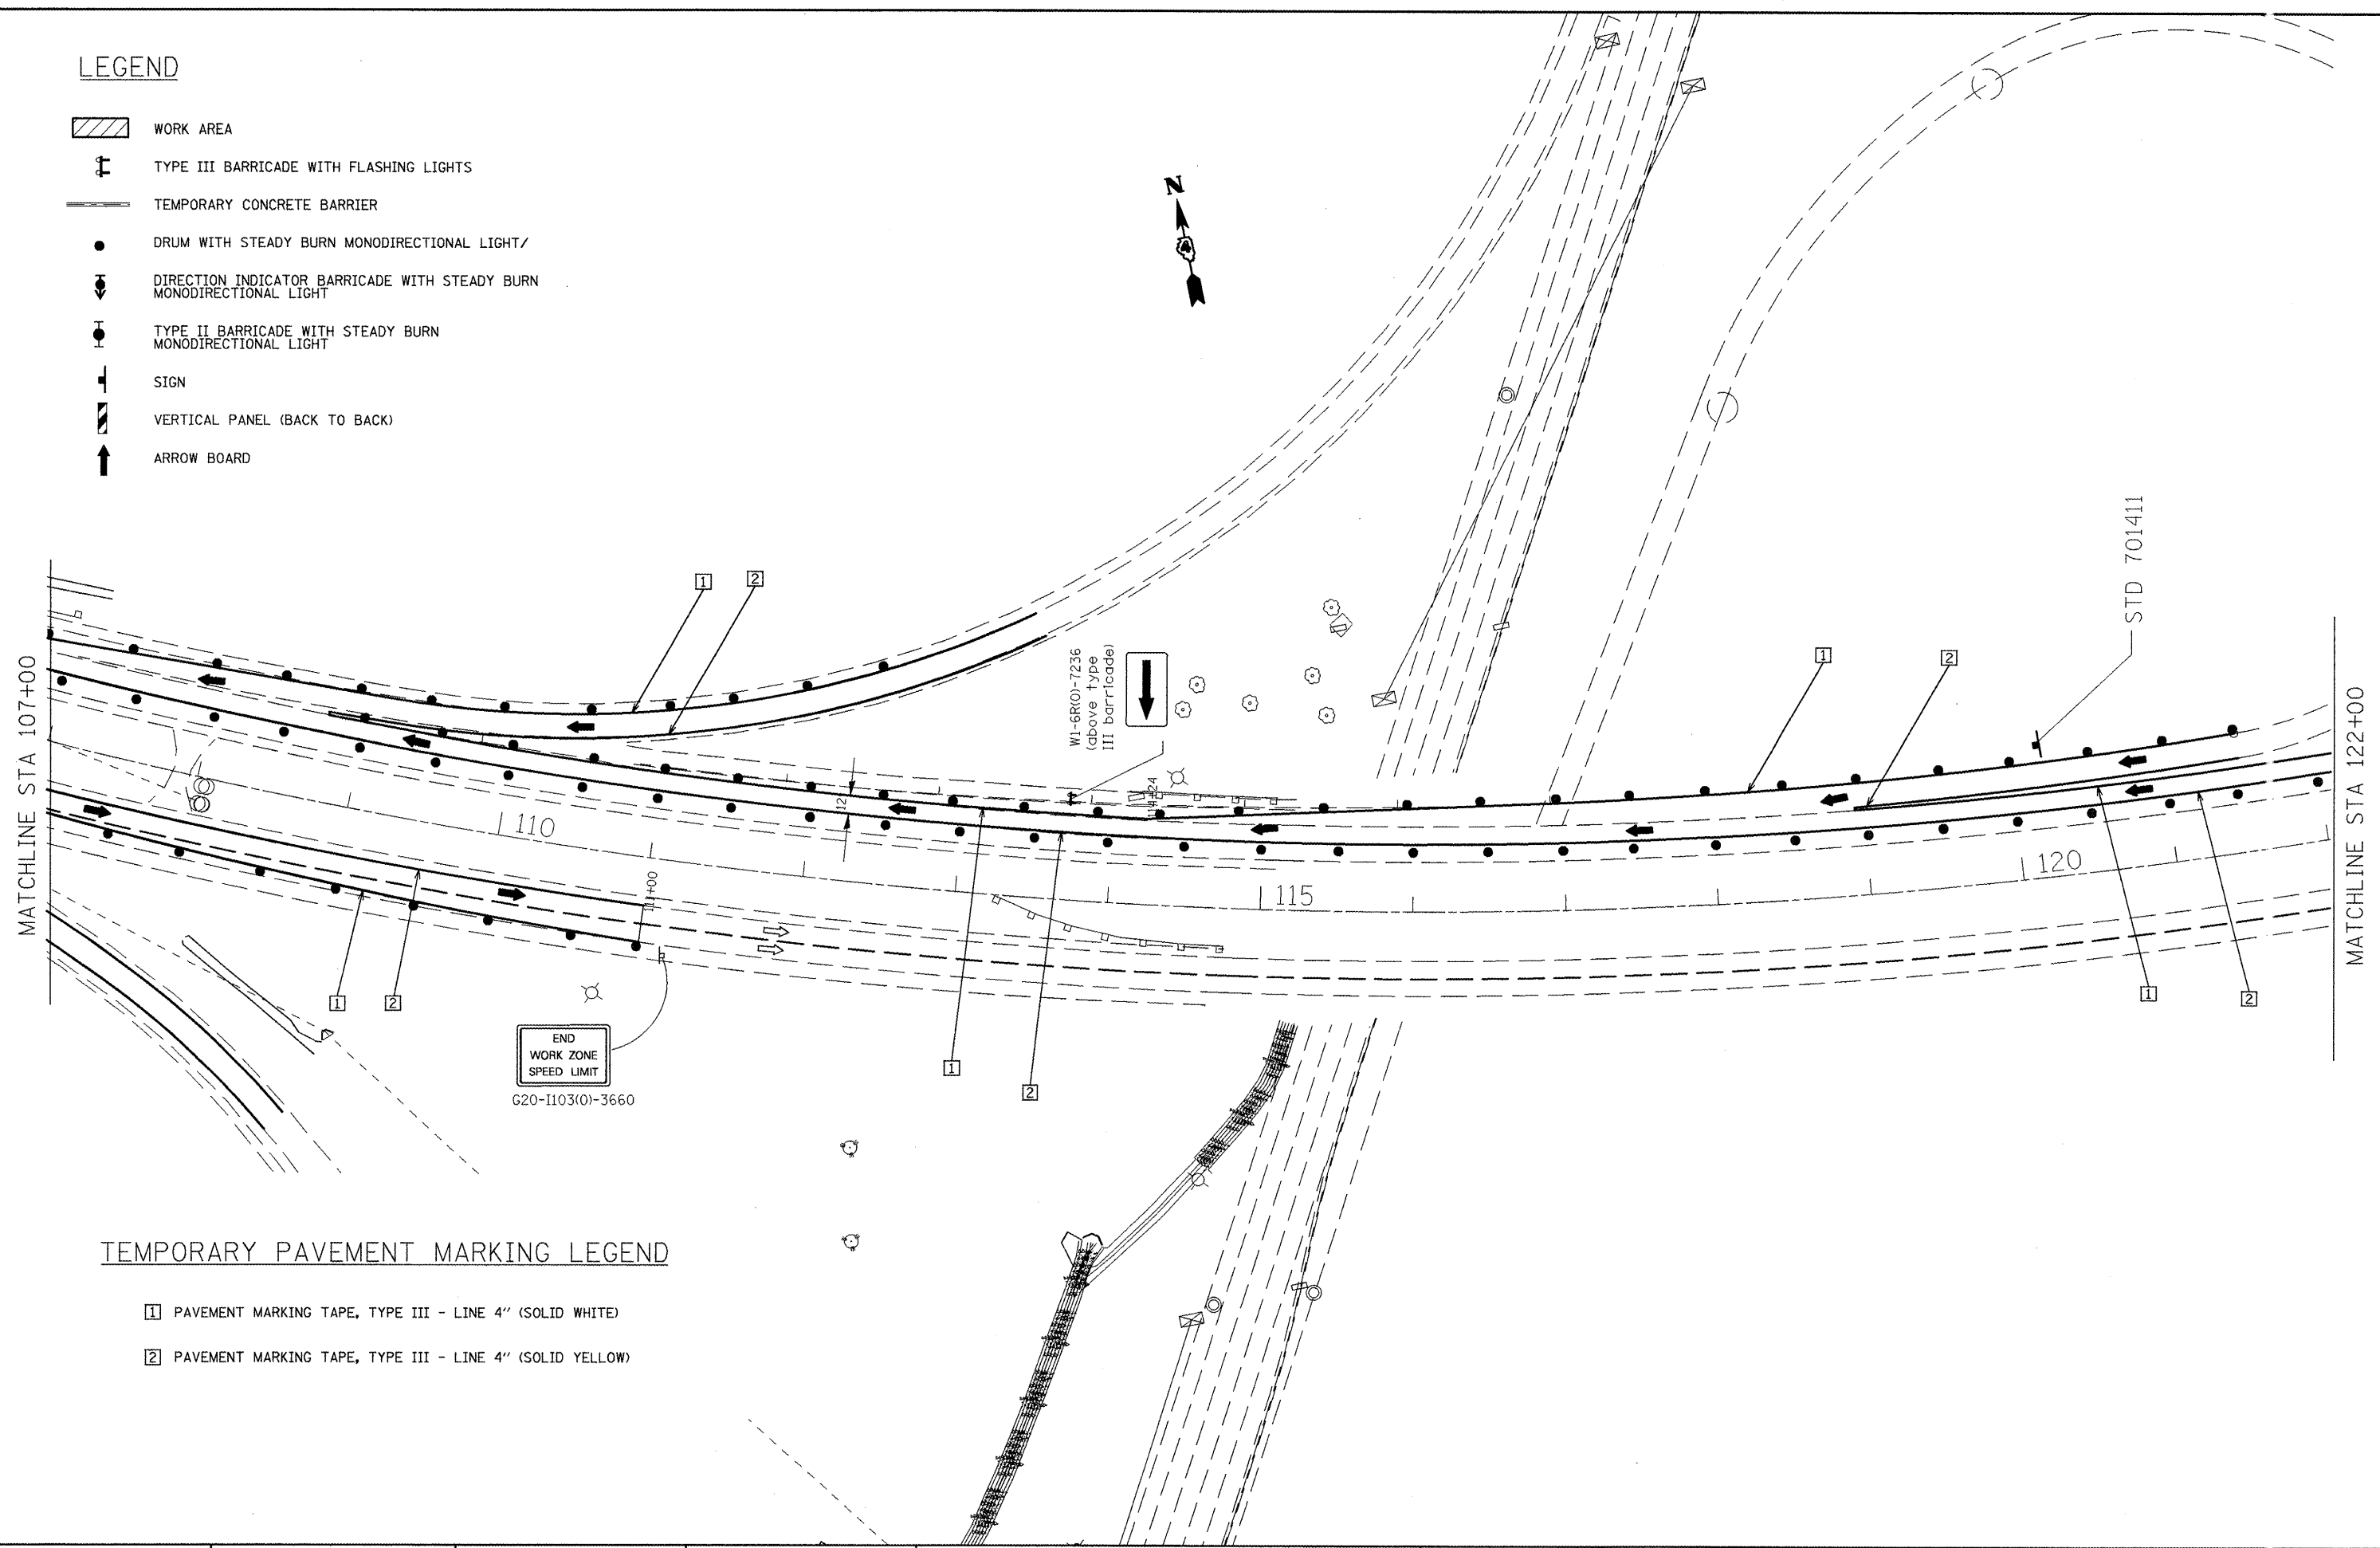 LEGEND
WORK AREA
TYPE III BARRICADE WITH FLASHING LIGHTS
TEMPORARY CONCRETE BARRIER
DRUM WITH STEADY BURN MONODIRECTIONAL LIGHT/
DIRECTION INDICATOR BARRICADE WITH STEADY BURN
MONODIRECTIONAL LIGHT
TYPE II BARRICADE WITH STEADY BURN
MONODIRECTIONAL LIGHT
SIGN
VERTICAL PANEL (BACK TO BACK)
ARROW BOARD
N
4
STD 701411
1
2
W1-6R(O)-7236
(above type
III barricade)
1
2
MATCHLINE STA 107+00
MATCHLINE STA 122+00
14+24
12'
110
115
120
111+00
1
2
1
2
1
2
END
WORK ZONE
SPEED LIMIT
G20-I103(0)-3660
TEMPORARY PAVEMENT MARKING LEGEND
1 PAVEMENT MARKING TAPE, TYPE III - LINE 4" (SOLID WHITE)
2 PAVEMENT MARKING TAPE, TYPE III - LINE 4" (SOLID YELLOW)